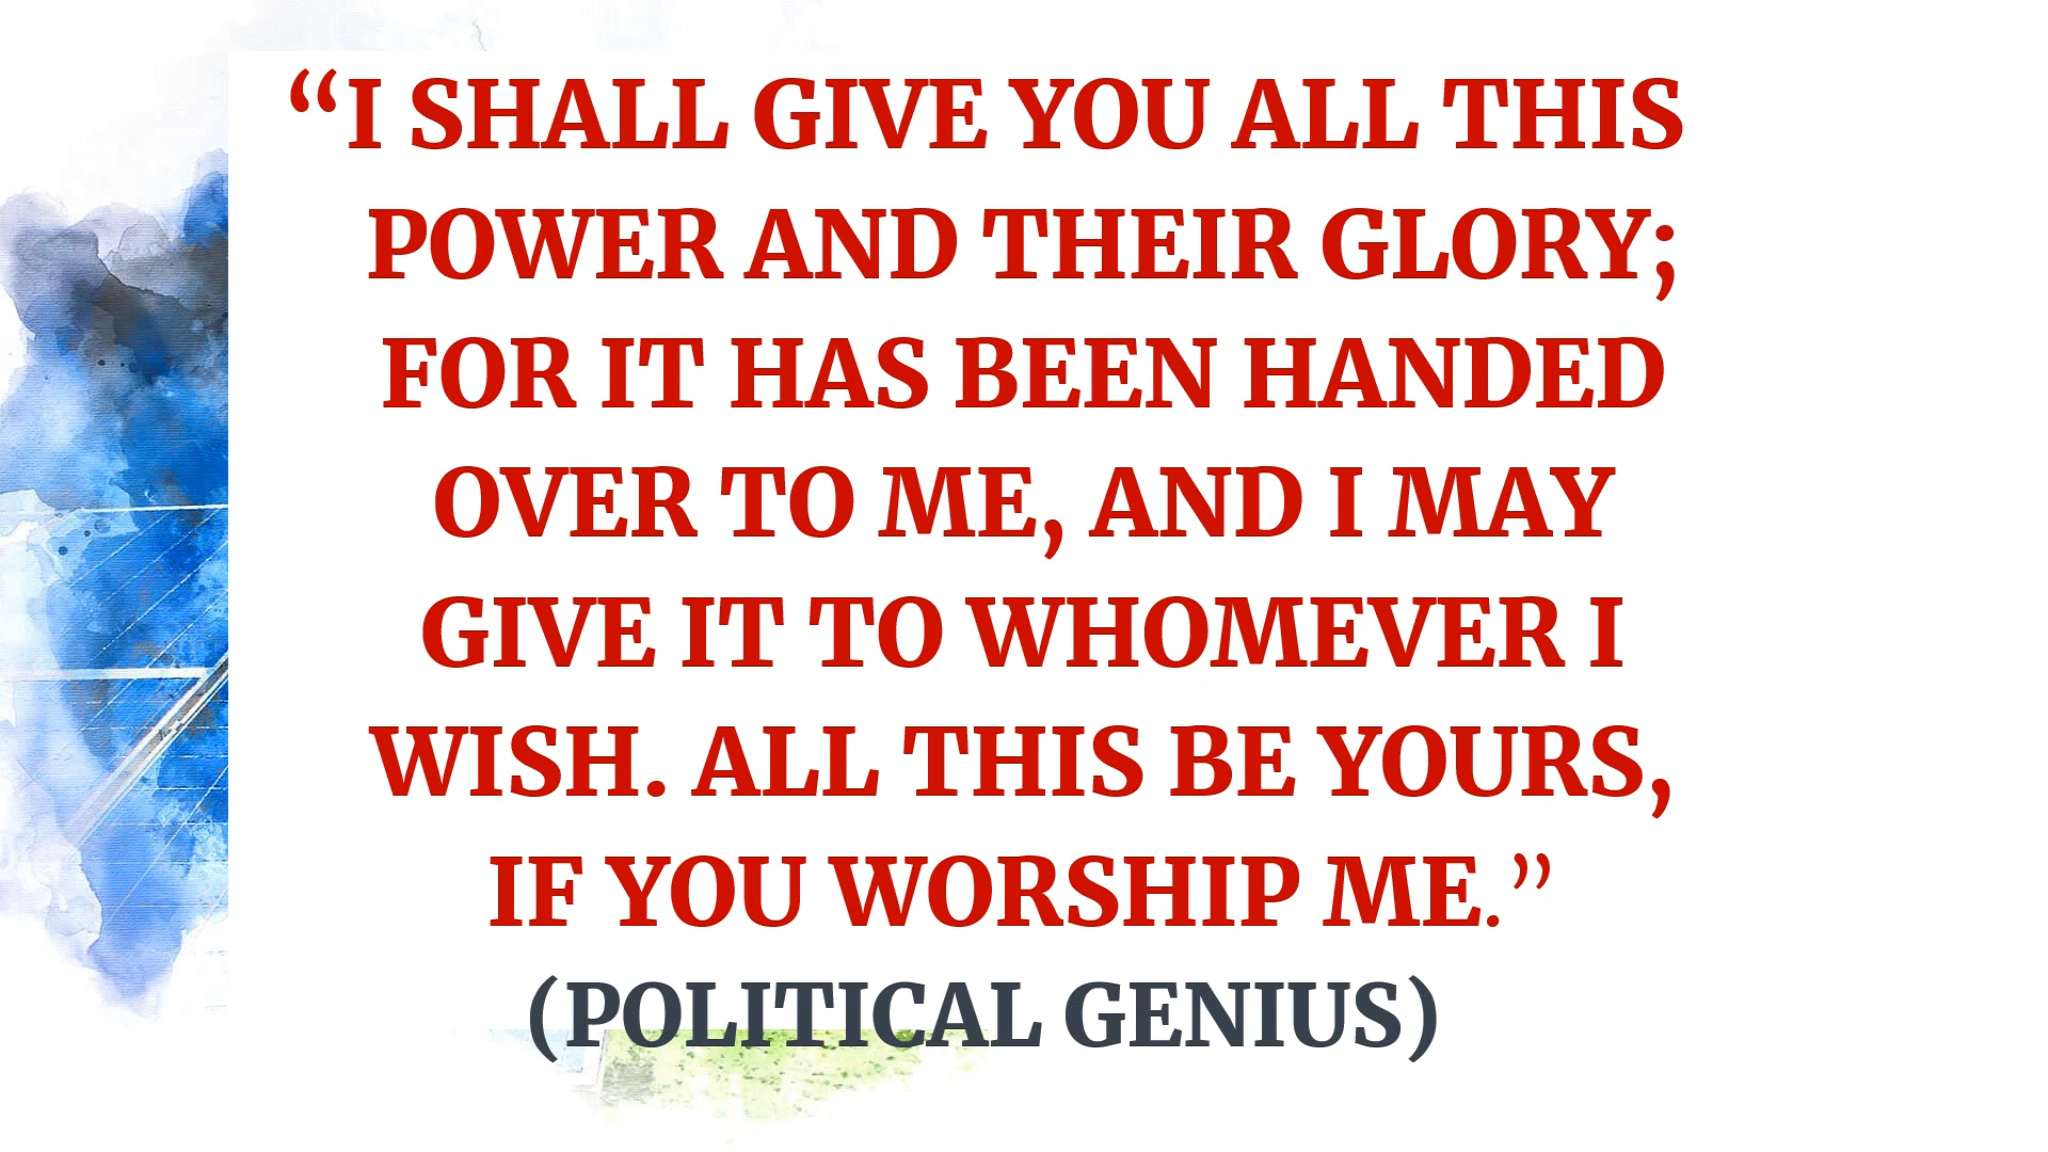 “I SHALL GIVE YOU ALL THIS
POWER AND THEIR GLORY;
FOR IT HAS BEEN HANDED
OVER TO ME, AND I MAY
GIVE IT TO WHOMEVER I
WISH. ALL THIS BE YOURS,
IF YOU WORSHIP ME.”
(POLITICAL GENIUS)